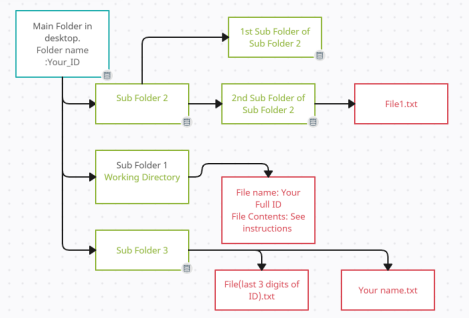 Main Folder in
desktop.
Folder name
:Your_ID
1st Sub Folder of
Sub Folder 2
Sub Folder 2
2nd Sub Folder of
Sub Folder 2
File1.txt
Sub Folder 1
Working Directory
File name: Your
Full ID
File Contents: See
instructions
Sub Folder 3
File(last 3 digits of
ID).txt
Your name.txt